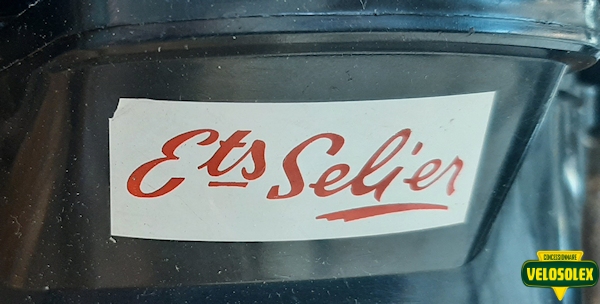 Ets Selier
CONCESSIONNAIRE
VELOSOLEX